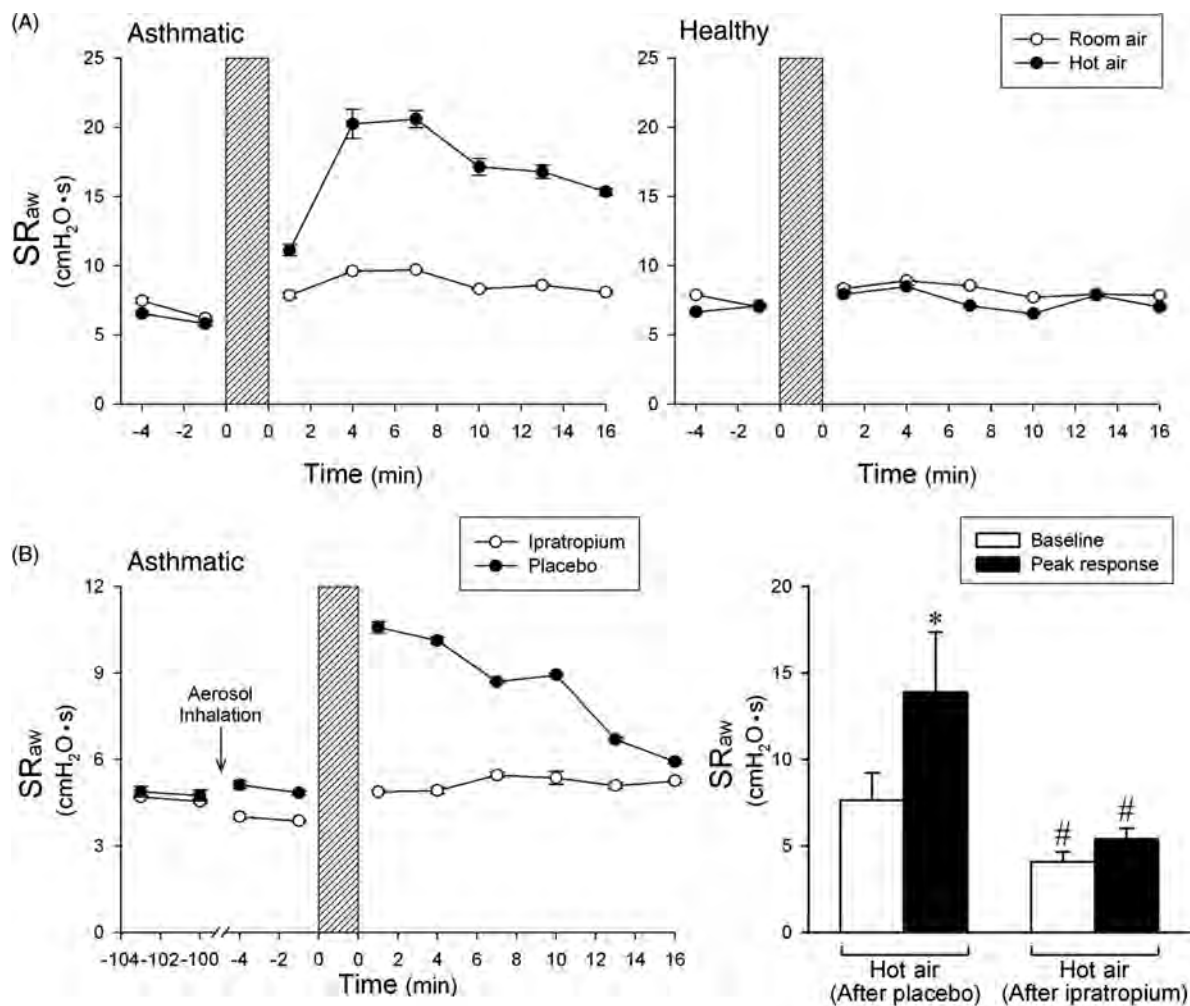 (A)
Asthmatic
Healthy
Room air
Hot air
25
20
15
10
5
0
SRaw
(cmH2O•s)
-4 -2 0 0 2 4 6 8 10 12 14 16
Time (min)
25
20
15
10
5
0
-4 -2 0 0 2 4 6 8 10 12 14 16
Time (min)
(B)
Asthmatic
Ipratropium
Placebo
12
9
6
3
0
SRaw
(cmH2O•s)
Aerosol
Inhalation
-104 -102 -100 -4 -2 0 0 2 4 6 8 10 12 14 16
Time (min)
Baseline
Peak response
20
15
10
5
0
SRaw
(cmH2O•s)
*
#
#
Hot air
(After placebo)
Hot air
(After ipratropium)